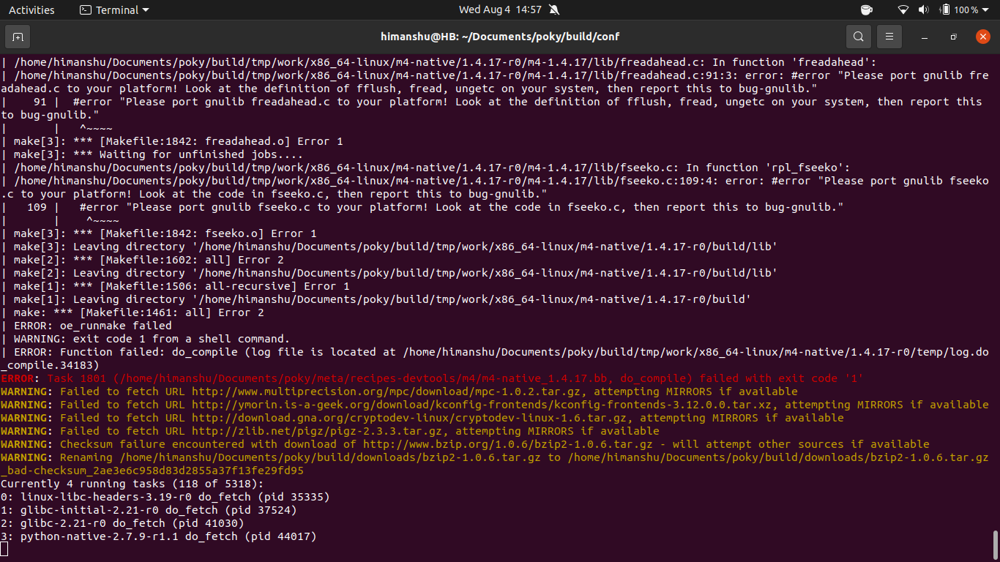 Activities Terminal Wed Aug 4 14:57 100 %
himanshu@HB: ~/Documents/poky/build/conf
| /home/himanshu/Documents/poky/build/tmp/work/x86_64-linux/m4-native/1.4.17-r0/m4-1.4.17/lib/freadahead.c: In function 'freadahead':
| /home/himanshu/Documents/poky/build/tmp/work/x86_64-linux/m4-native/1.4.17-r0/m4-1.4.17/lib/freadahead.c:91:3: error: #error "Please port gnulib fre
adahead.c to your platform! Look at the definition of fflush, fread, ungetc on your system, then report this to bug-gnulib."
|    91 |  #error "Please port gnulib freadahead.c to your platform! Look at the definition of fflush, fread, ungetc on your system, then report this
to bug-gnulib."
|       |   ^~~~~
| make[3]: *** [Makefile:1842: freadahead.o] Error 1
| make[3]: *** Waiting for unfinished jobs....
| /home/himanshu/Documents/poky/build/tmp/work/x86_64-linux/m4-native/1.4.17-r0/m4-1.4.17/lib/fseeko.c: In function 'rpl_fseeko':
| /home/himanshu/Documents/poky/build/tmp/work/x86_64-linux/m4-native/1.4.17-r0/m4-1.4.17/lib/fseeko.c:109:4: error: #error "Please port gnulib fseeko
.c to your platform! Look at the code in fseeko.c, then report this to bug-gnulib."
|   109 |   #error "Please port gnulib fseeko.c to your platform! Look at the code in fseeko.c, then report this to bug-gnulib."
|       |    ^~~~~
| make[3]: *** [Makefile:1842: fseeko.o] Error 1
| make[3]: Leaving directory '/home/himanshu/Documents/poky/build/tmp/work/x86_64-linux/m4-native/1.4.17-r0/build/lib'
| make[2]: *** [Makefile:1602: all] Error 2
| make[2]: Leaving directory '/home/himanshu/Documents/poky/build/tmp/work/x86_64-linux/m4-native/1.4.17-r0/build/lib'
| make[1]: *** [Makefile:1506: all-recursive] Error 1
| make[1]: Leaving directory '/home/himanshu/Documents/poky/build/tmp/work/x86_64-linux/m4-native/1.4.17-r0/build'
| make: *** [Makefile:1461: all] Error 2
| ERROR: oe_runmake failed
| WARNING: exit code 1 from a shell command.
| ERROR: Function failed: do_compile (log file is located at /home/himanshu/Documents/poky/build/tmp/work/x86_64-linux/m4-native/1.4.17-r0/temp/log.do
_compile.34183)
ERROR: Task 1801 (/home/himanshu/Documents/poky/meta/recipes-devtools/m4/m4-native_1.4.17.bb, do_compile) failed with exit code '1'
WARNING: Failed to fetch URL http://www.multiprecision.org/mpc/download/mpc-1.0.2.tar.gz, attempting MIRRORS if available
WARNING: Failed to fetch URL http://ymorin.is-a-geek.org/download/kconfig-frontends/kconfig-frontends-3.12.0.0.tar.xz, attempting MIRRORS if available
WARNING: Failed to fetch URL http://download.gna.org/cryptodev-linux/cryptodev-linux-1.6.tar.gz, attempting MIRRORS if available
WARNING: Failed to fetch URL http://zlib.net/pigz/pigz-2.3.3.tar.gz, attempting MIRRORS if available
WARNING: Checksum failure encountered with download of http://www.bzip.org/1.0.6/bzip2-1.0.6.tar.gz - will attempt other sources if available
WARNING: Renaming /home/himanshu/Documents/poky/build/downloads/bzip2-1.0.6.tar.gz to /home/himanshu/Documents/poky/build/downloads/bzip2-1.0.6.tar.gz
_bad-checksum_2ae3e6c958d83d2855a37f13fe29fd95
Currently 4 running tasks (118 of 5318):
0: linux-libc-headers-3.19-r0 do_fetch (pid 35335)
1: glibc-initial-2.21-r0 do_fetch (pid 37524)
2: glibc-2.21-r0 do_fetch (pid 41030)
3: python-native-2.7.9-r1.1 do_fetch (pid 44017)